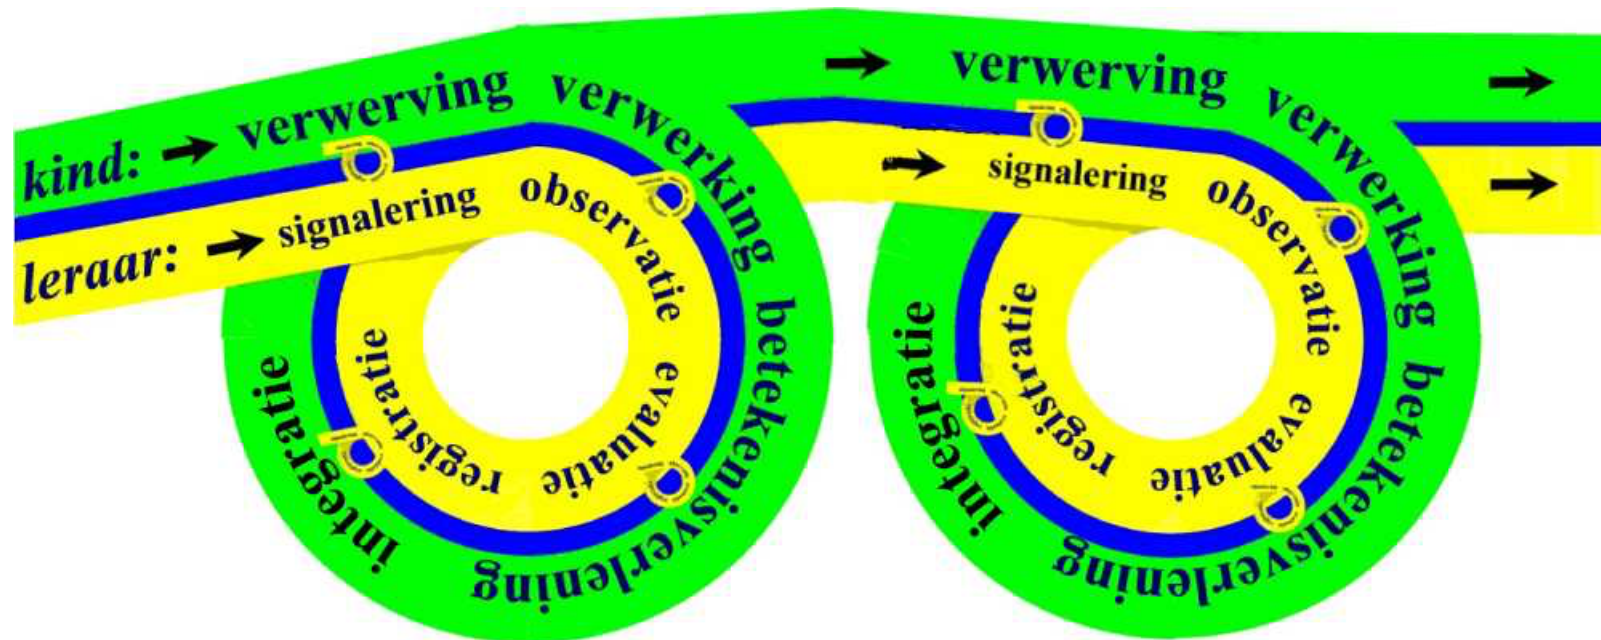 kind: verwerving verwerking betekenisverlening integratie
leraar: signalering observatie evaluatie registratie
verwerving verwerking betekenisverlening integratie
signalering observatie evaluatie registratie